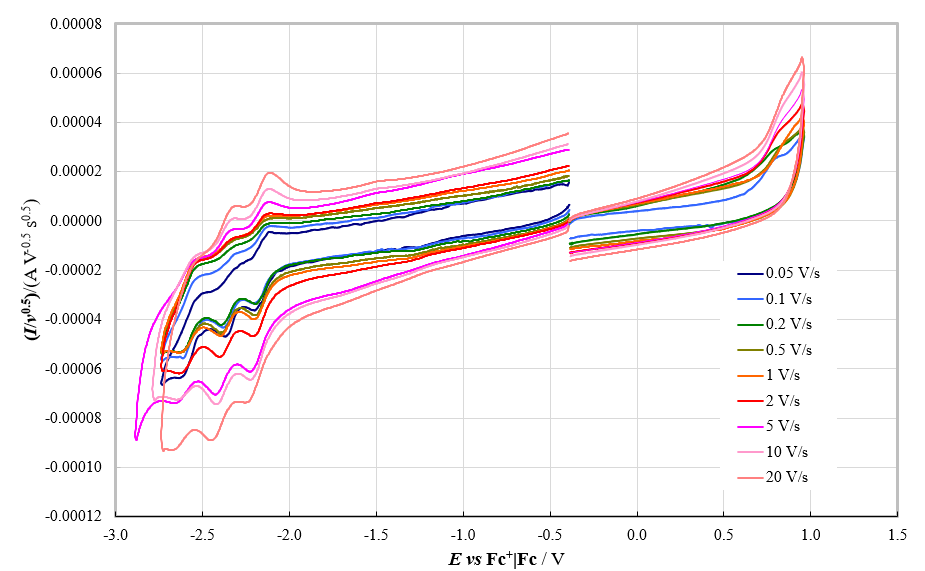 0.00008
0.00006
0.00004
0.00002
0.00000
-0.00002
-0.00004
-0.00006
-0.00008
-0.00010
-0.00012
(I/v0.5)/(A V-0.5 s0.5)
0.05 V/s
0.1 V/s
0.2 V/s
0.5 V/s
1 V/s
2 V/s
5 V/s
10 V/s
20 V/s
-3.0 -2.5 -2.0 -1.5 -1.0 -0.5 0.0 0.5 1.0 1.5
E vs Fc+|Fc / V